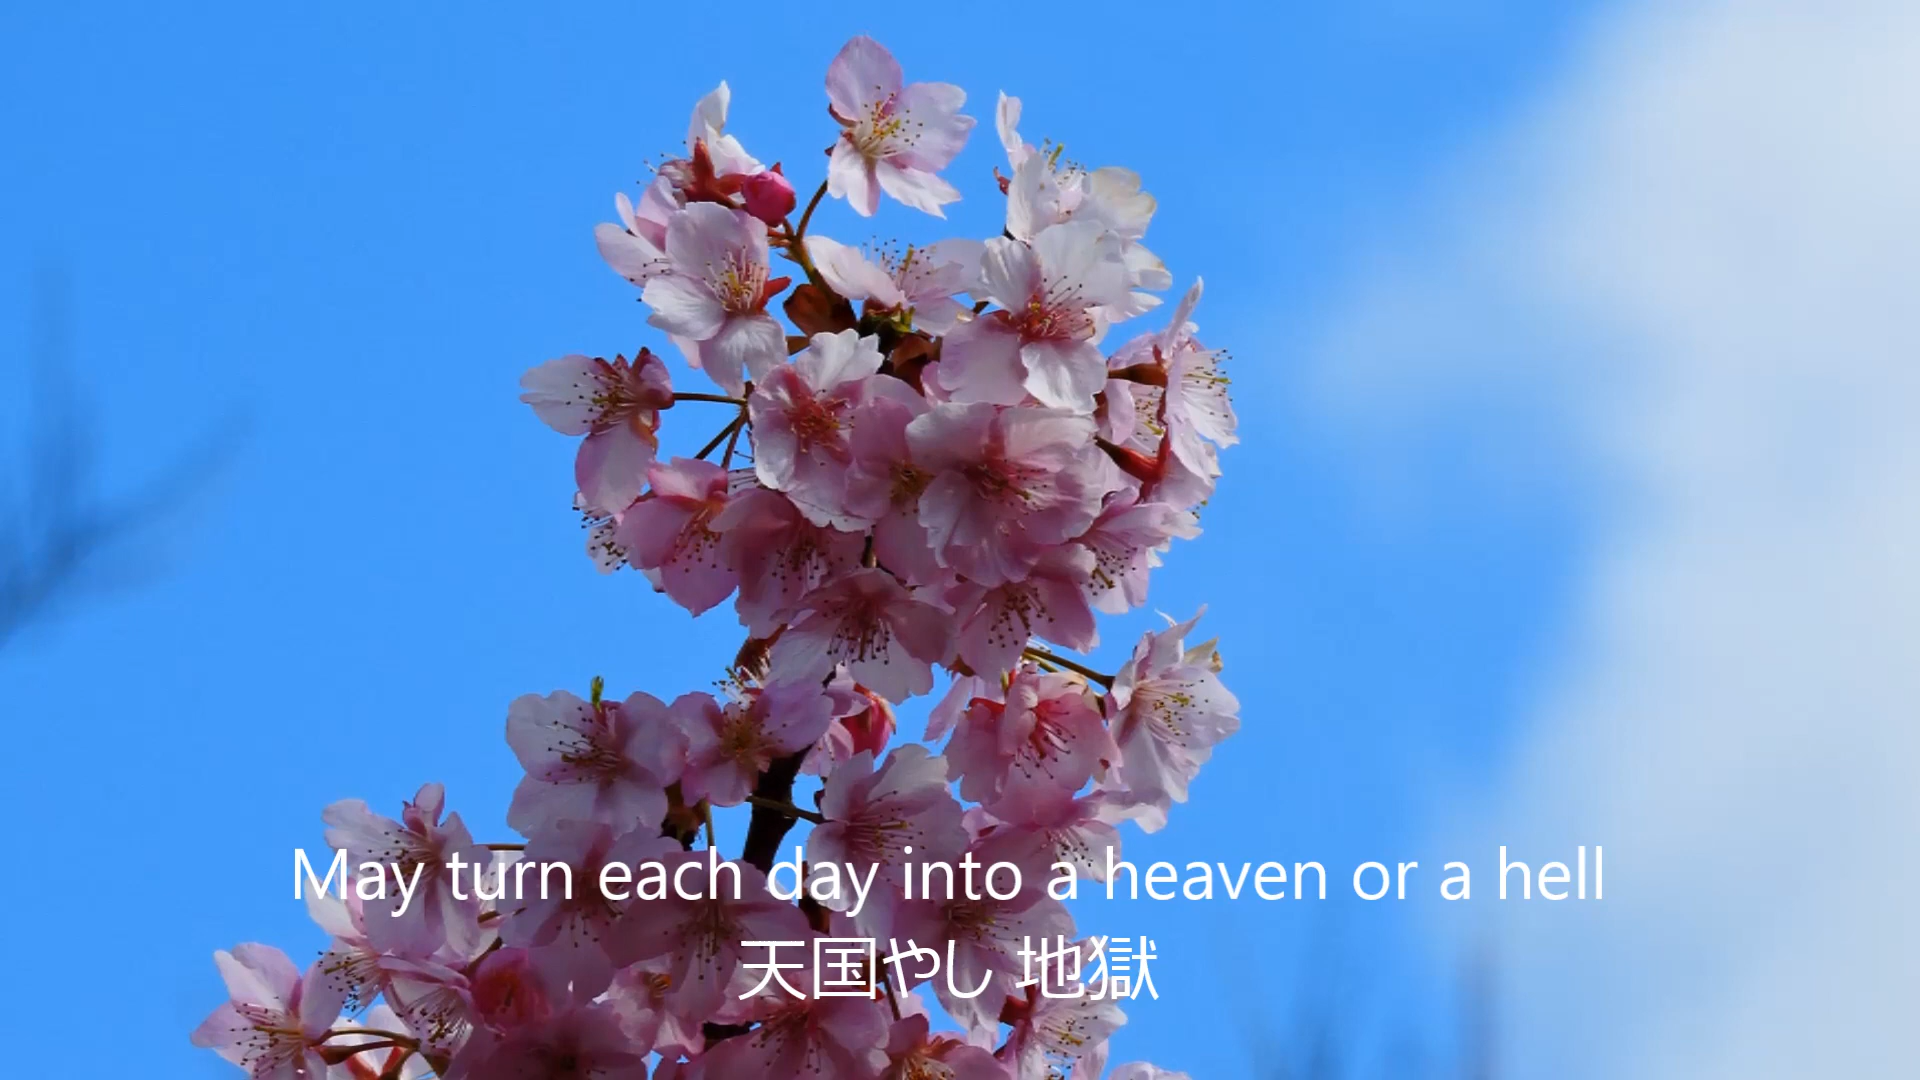 May turn each day into a heaven or a hell
天国やし 地獄